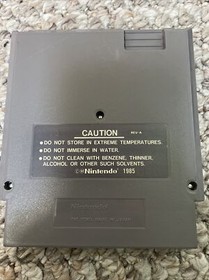 CAUTION REV-A
• DO NOT STORE IN EXTREME TEMPERATURES.
• DO NOT IMMERSE IN WATER.
• DO NOT CLEAN WITH BENZENE, THINNER,
ALCOHOL OR OTHER SUCH SOLVENTS.
©Nintendo 1985